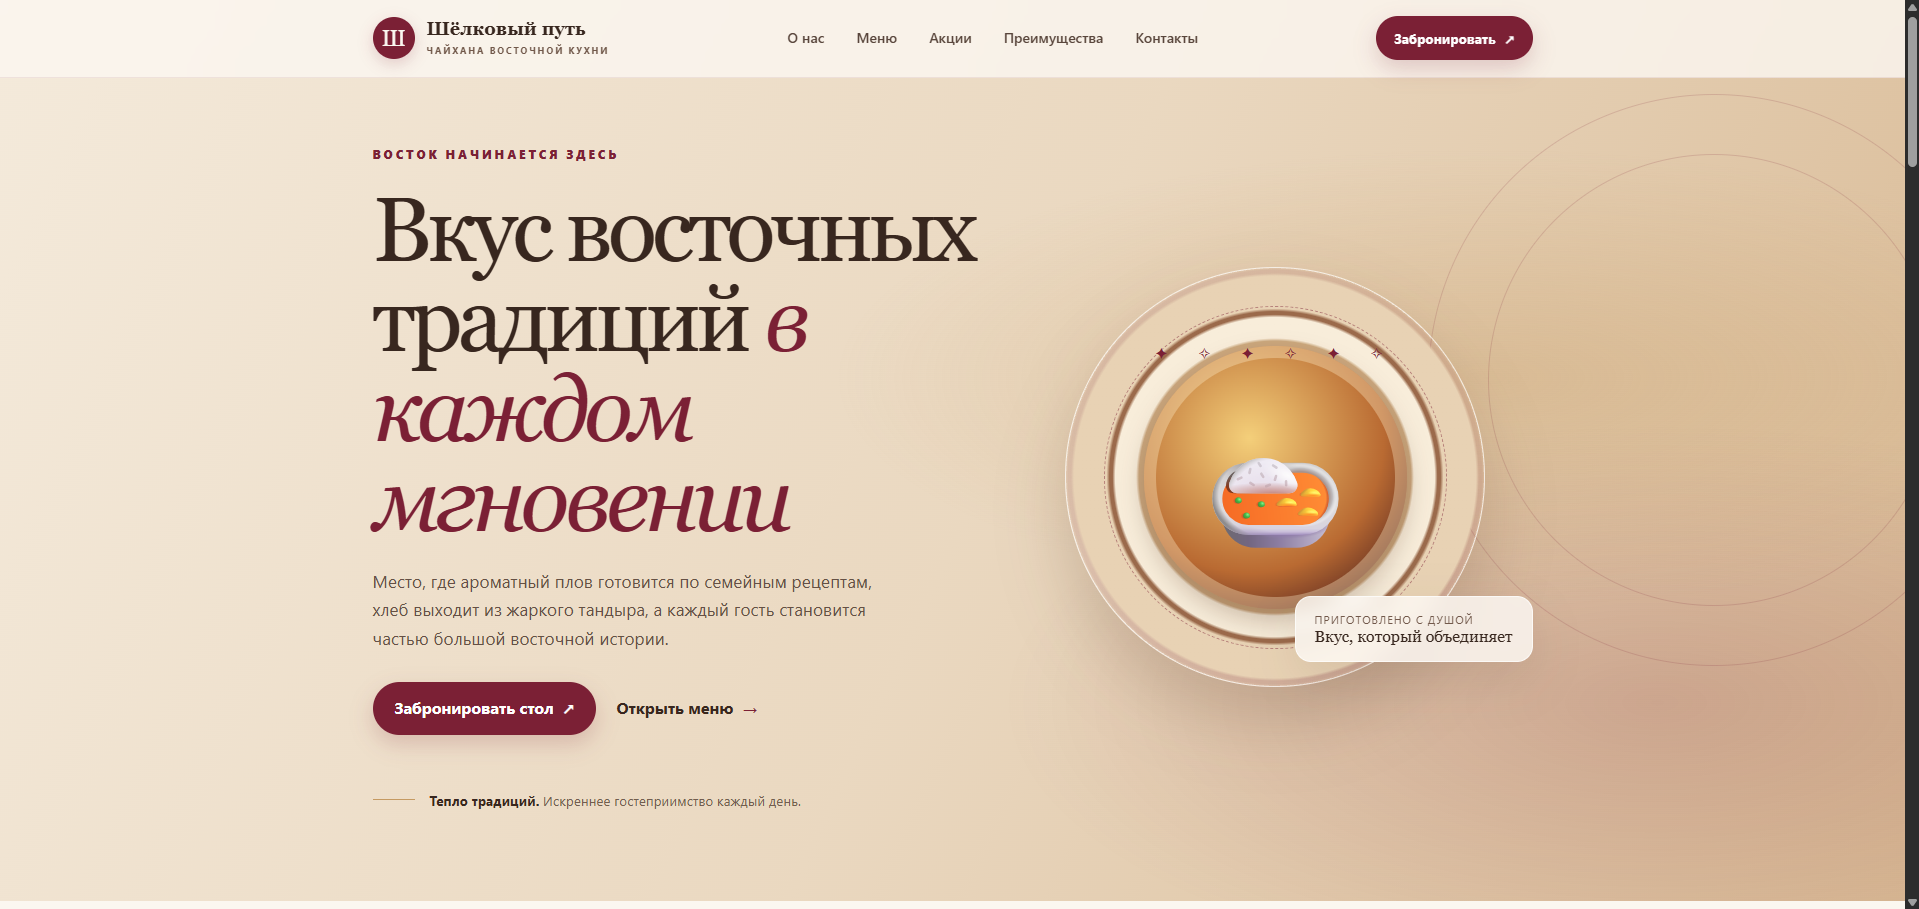 Ш
Шёлковый путь
ЧАЙХАНА ВОСТОЧНОЙ КУХНИ
О нас
Меню
Акции
Преимущества
Контакты
Забронировать ↗
ВОСТОК НАЧИНАЕТСЯ ЗДЕСЬ
Вкус восточных
традиций в
каждом
мгновении
Место, где ароматный плов готовится по семейным рецептам,
хлеб выходит из жаркого тандыра, а каждый гость становится
частью большой восточной истории.
Забронировать стол ↗
Открыть меню →
Тепло традиций. Искреннее гостеприимство каждый день.
ПРИГОТОВЛЕНО С ДУШОЙ
Вкус, который объединяет